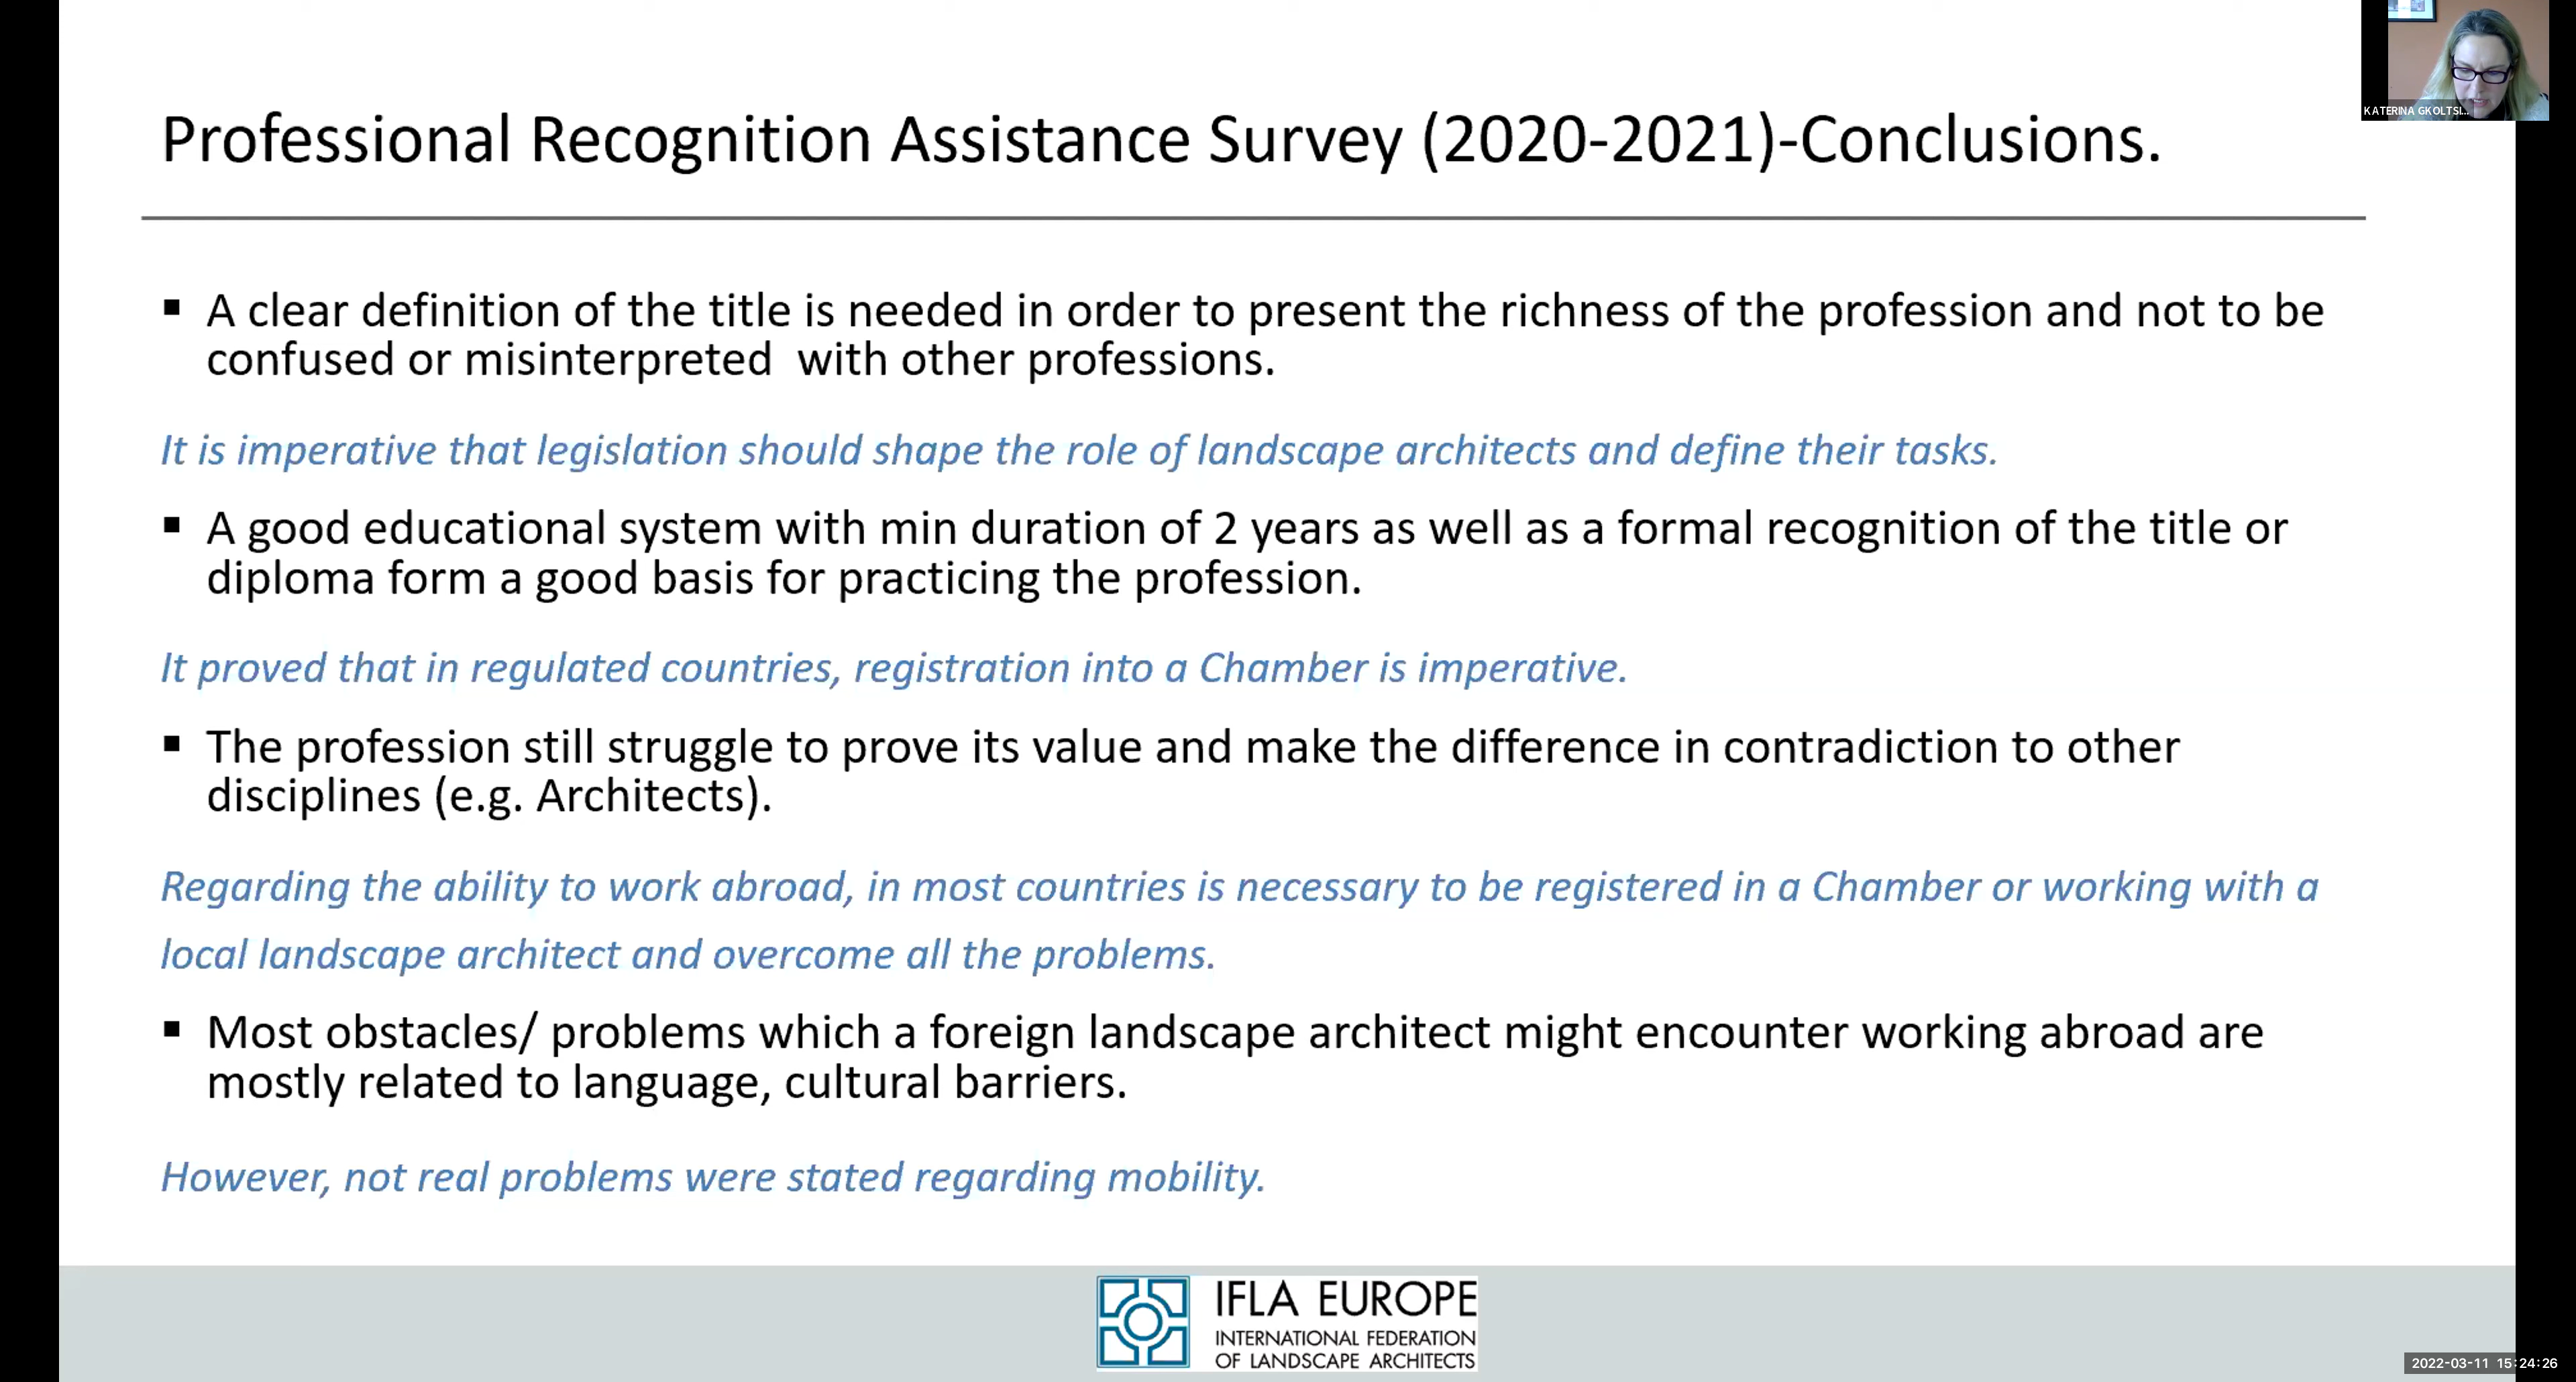 KATERINA GKOLTSI...
Professional Recognition Assistance Survey (2020-2021)-Conclusions.
▪ A clear definition of the title is needed in order to present the richness of the profession and not to be
confused or misinterpreted  with other professions.
It is imperative that legislation should shape the role of landscape architects and define their tasks.
▪ A good educational system with min duration of 2 years as well as a formal recognition of the title or
diploma form a good basis for practicing the profession.
It proved that in regulated countries, registration into a Chamber is imperative.
▪ The profession still struggle to prove its value and make the difference in contradiction to other
disciplines (e.g. Architects).
Regarding the ability to work abroad, in most countries is necessary to be registered in a Chamber or working with a
local landscape architect and overcome all the problems.
▪ Most obstacles/ problems which a foreign landscape architect might encounter working abroad are
mostly related to language, cultural barriers.
However, not real problems were stated regarding mobility.
IFLA EUROPE
INTERNATIONAL FEDERATION
OF LANDSCAPE ARCHITECTS
2022-03-11 15:24:26